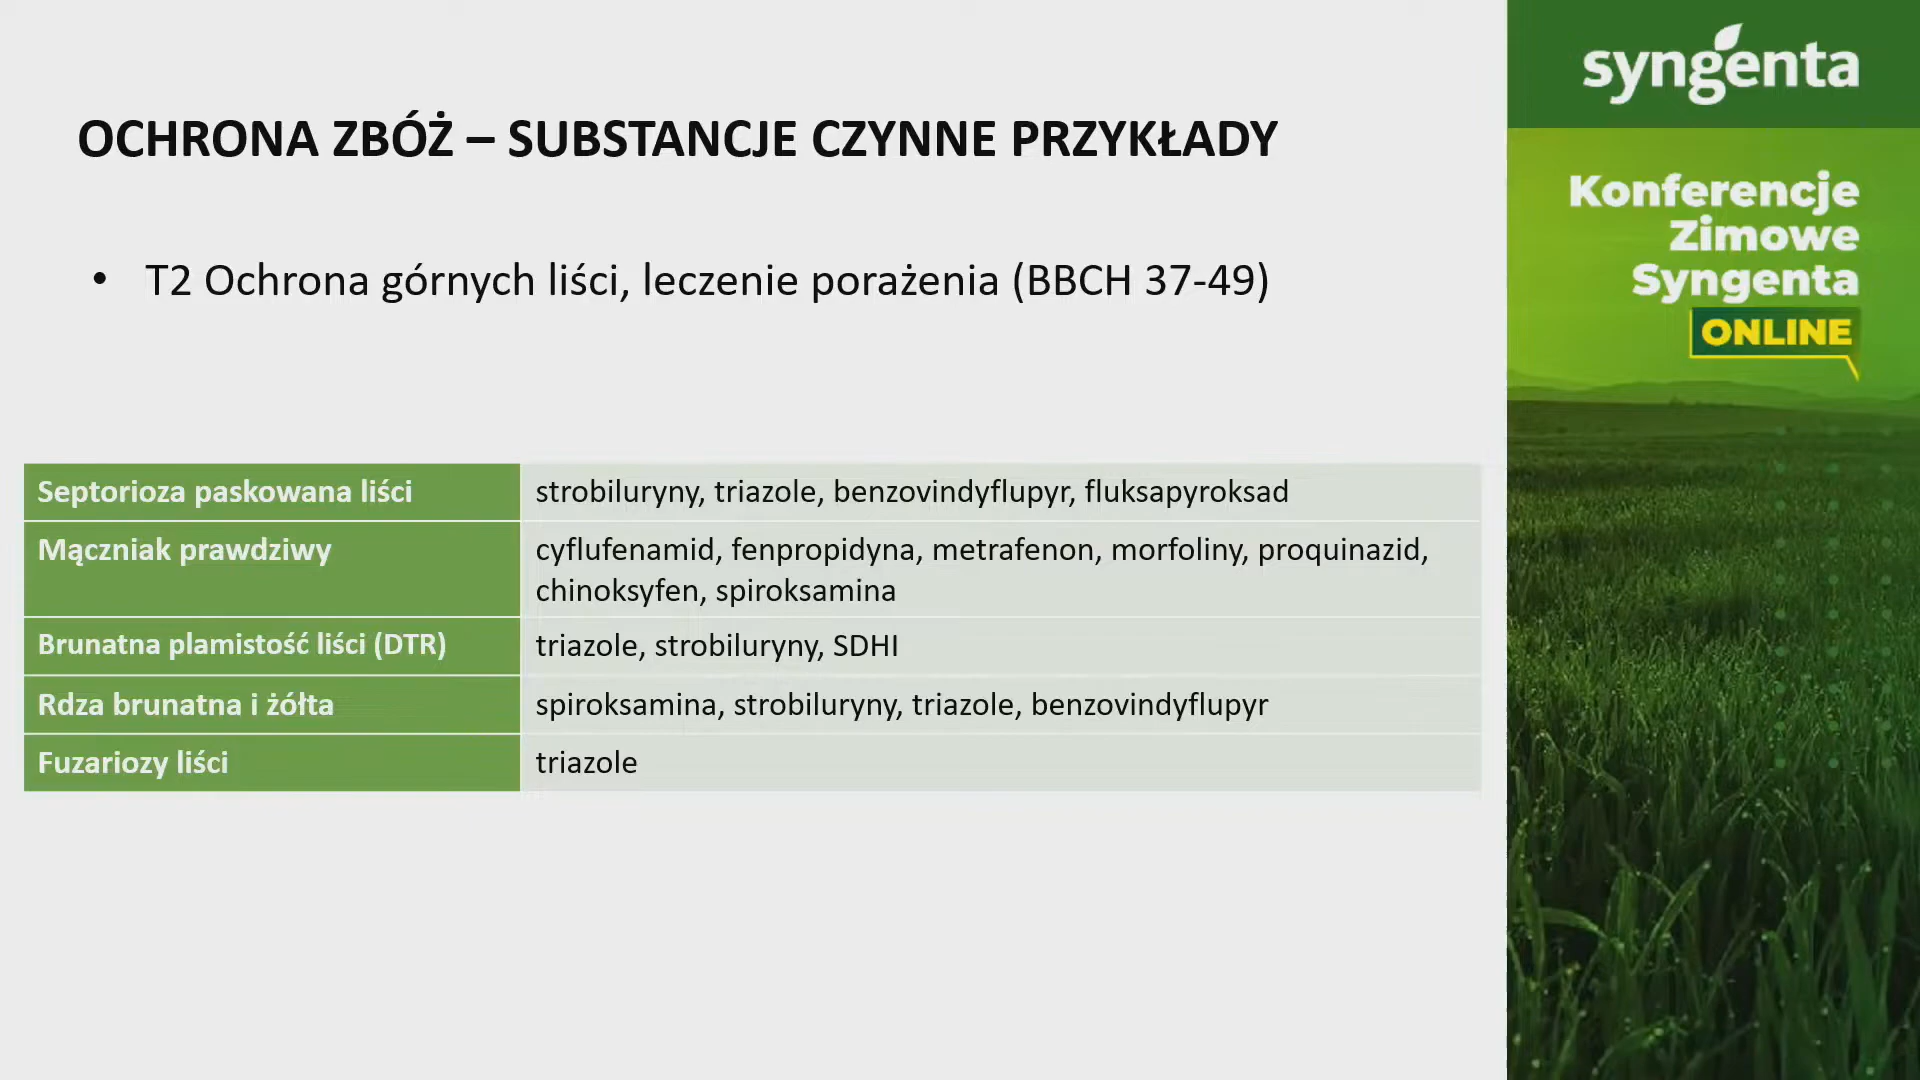 OCHRONA ZBÓŻ – SUBSTANCJE CZYNNE PRZYKŁADY
• T2 Ochrona górnych liści, leczenie porażenia (BBCH 37-49)
Septorioza paskowana liści
strobiluryny, triazole, benzovindyflupyr, fluksapyroksad
Mączniak prawdziwy
cyflufenamid, fenpropidyna, metrafenon, morfoliny, proquinazid,
chinoksyfen, spiroksamina
Brunatna plamistość liści (DTR)
triazole, strobiluryny, SDHI
Rdza brunatna i żółta
spiroksamina, strobiluryny, triazole, benzovindyflupyr
Fuzariozy liści
triazole
syngenta
Konferencje
Zimowe
Syngenta
ONLINE